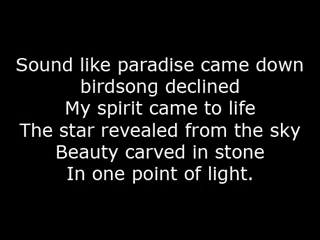 Sound like paradise came down
birdsong declined
My spirit came to life
The star revealed from the sky
Beauty carved in stone
In one point of light.